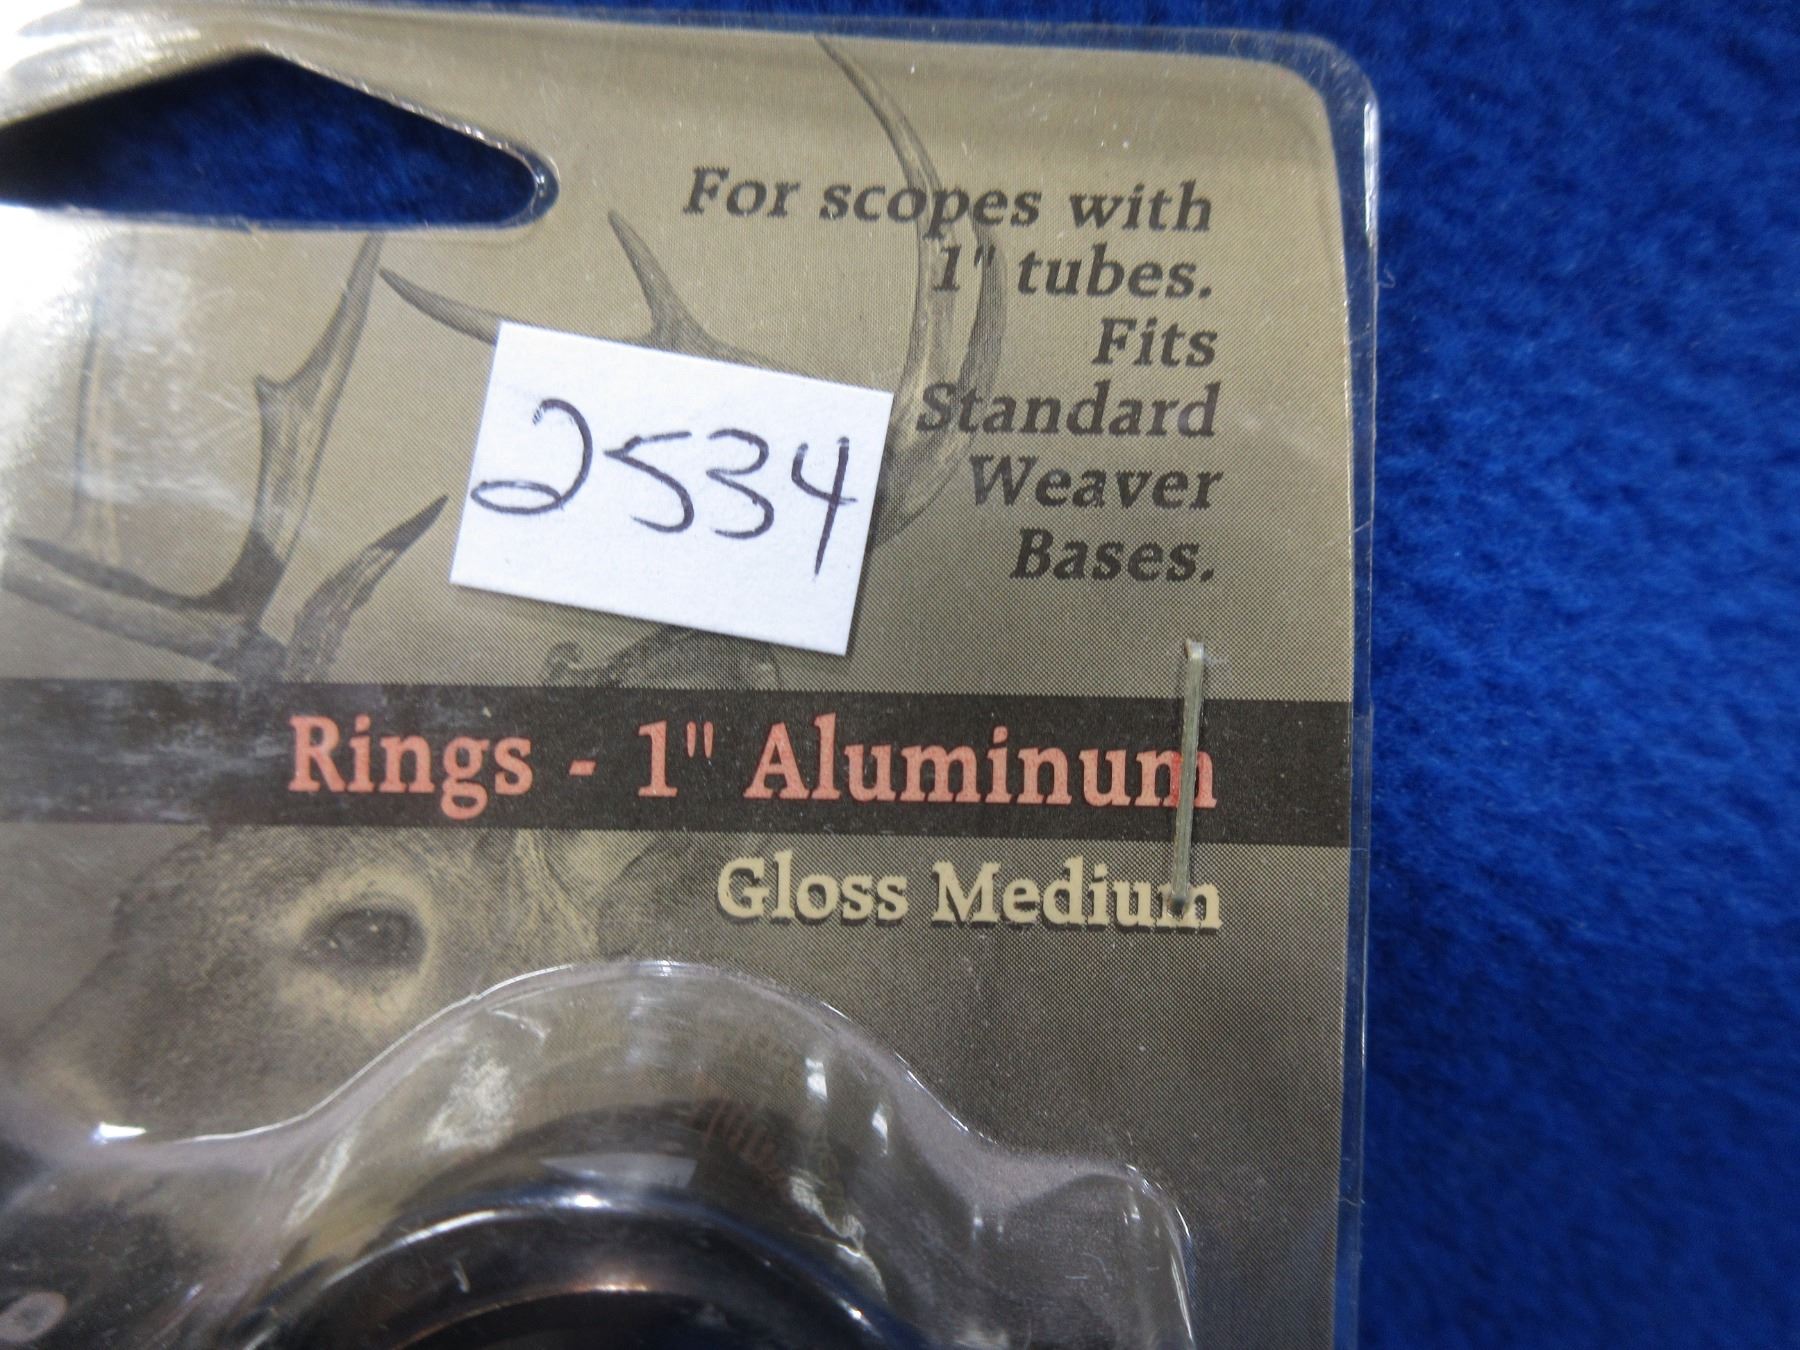 For scopes with
1" tubes.
Fits
Standard
Weaver
Bases.
2534
Rings - 1" Aluminum
Gloss Medium